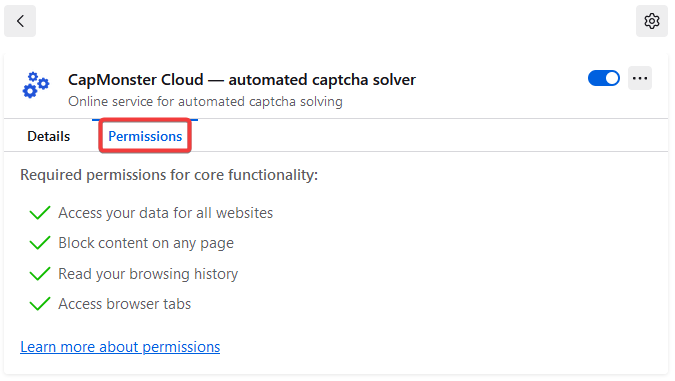 CapMonster Cloud — automated captcha solver
Online service for automated captcha solving
Details
Permissions
Required permissions for core functionality:
Access your data for all websites
Block content on any page
Read your browsing history
Access browser tabs
Learn more about permissions